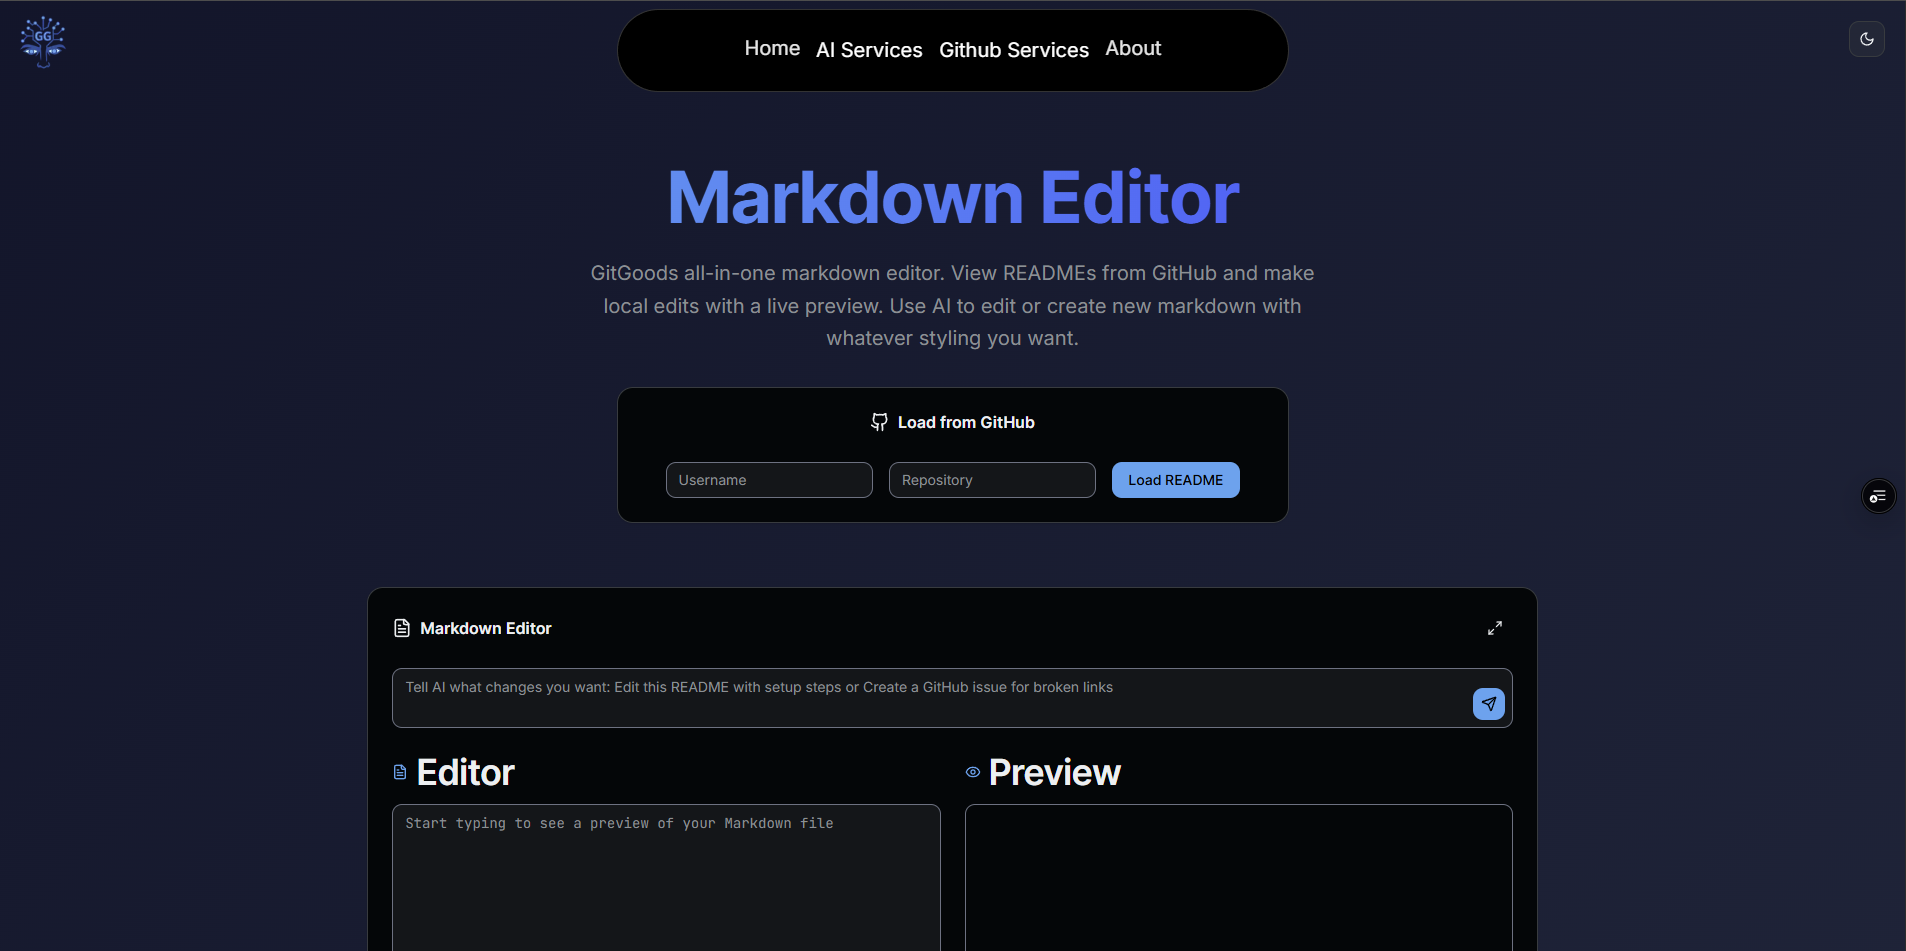 GG
Home AI Services Github Services About
Markdown Editor
GitGoods all-in-one markdown editor. View READMEs from GitHub and make
local edits with a live preview. Use AI to edit or create new markdown with
whatever styling you want.
Load from GitHub
Username Repository Load README
Markdown Editor
Tell AI what changes you want: Edit this README with setup steps or Create a GitHub issue for broken links
Editor Preview
Start typing to see a preview of your Markdown file